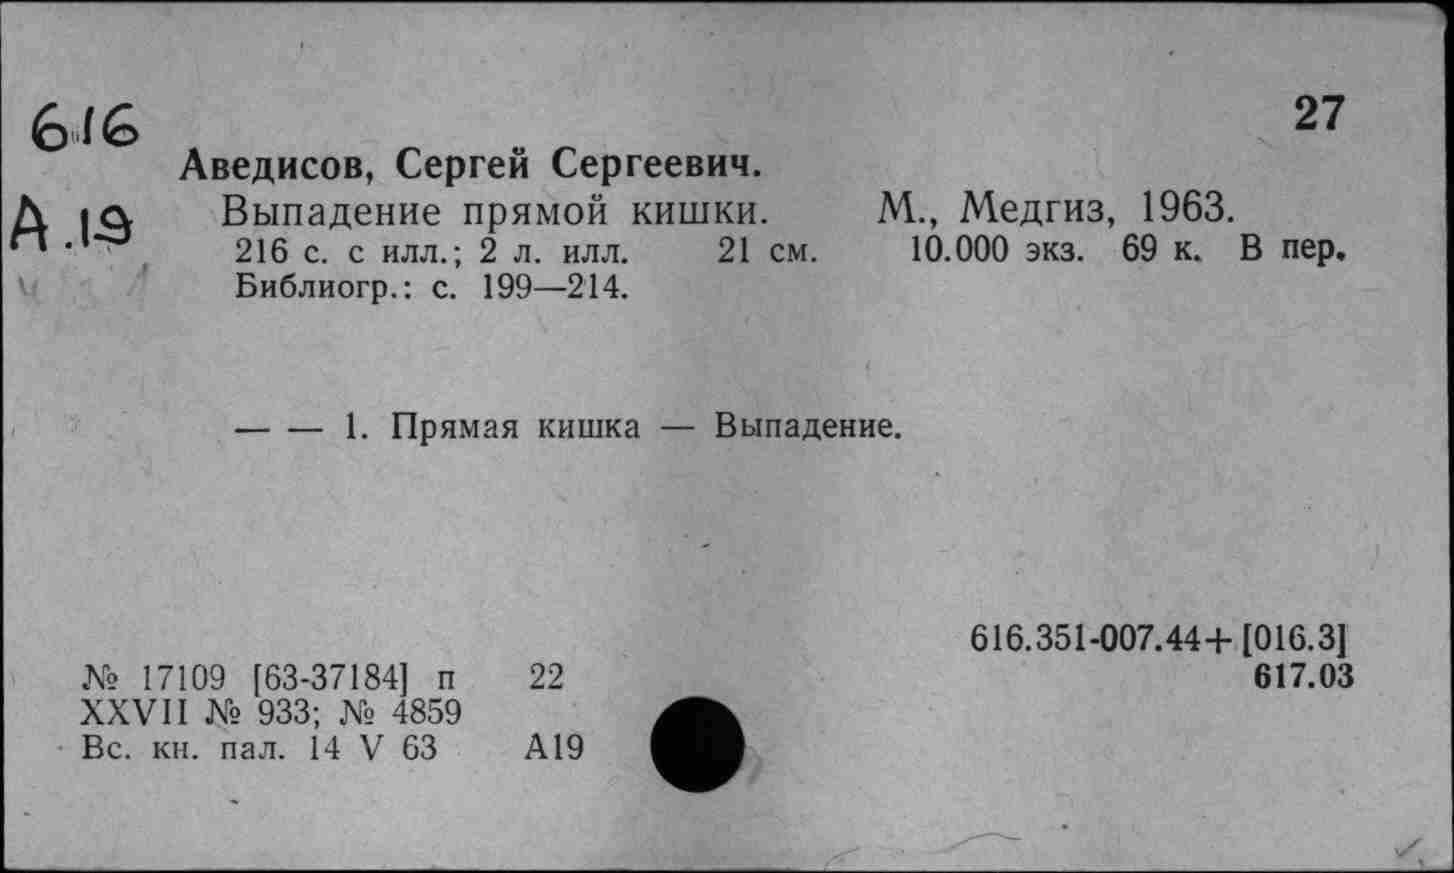 616
27
Аведисов, Сергей Сергеевич.
А.19
Выпадение прямой кишки. М., Медгиз, 1963.
216 с. с илл.; 2 л. илл. 21 см. 10.000 экз. 69 к. В пер.
Библиогр.: с. 199—214.
— — 1. Прямая кишка — Выпадение.
616.351-007.44+[016.3]
617.03
№ 17109 [63-37184] п 22
XXVII № 933; № 4859
Вс. кн. пал. 14 V 63 А19